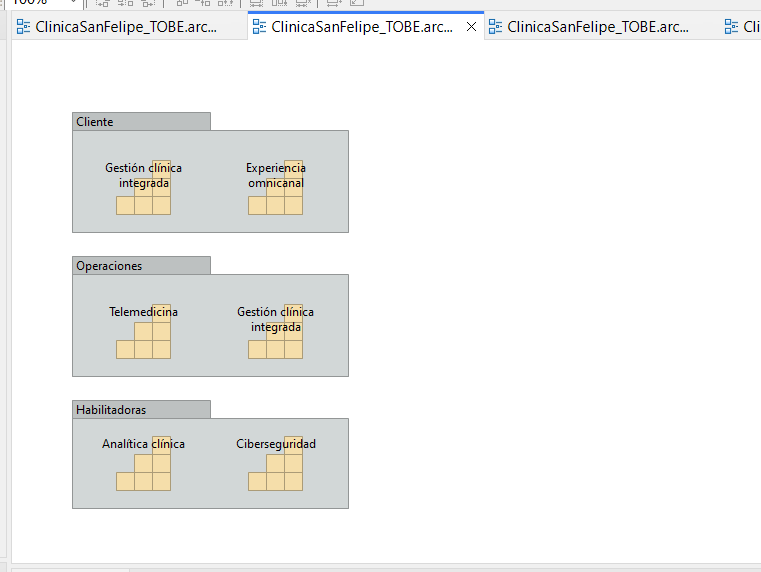 100%
ClinicaSanFelipe_TOBE.arc...
ClinicaSanFelipe_TOBE.arc...
ClinicaSanFelipe_TOBE.arc...
Cli
Cliente
Gestión clínica
integrada
Experiencia
omnicanal
Operaciones
Telemedicina
Gestión clínica
integrada
Habilitadoras
Analítica clínica
Ciberseguridad